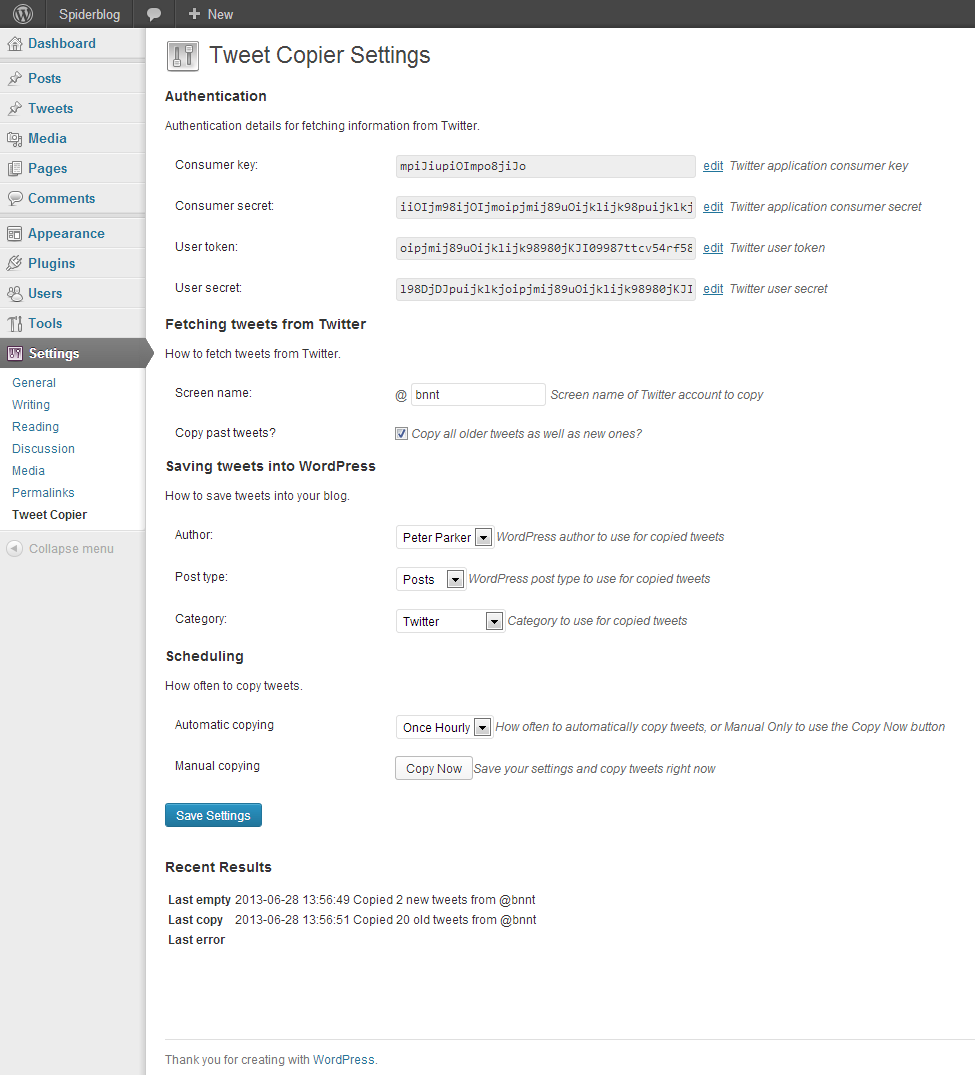 Spiderblog New
Dashboard
Posts
Tweets
Media
Pages
Comments
Appearance
Plugins
Users
Tools
Settings
General
Writing
Reading
Discussion
Media
Permalinks
Tweet Copier
Collapse menu
Tweet Copier Settings
Authentication
Authentication details for fetching information from Twitter.
Consumer key: mpiJiupiOImpo8jiJo edit Twitter application consumer key
Consumer secret: iiOIjm98ijOIjmoipjmij89uOijklijk98puijklkj edit Twitter application consumer secret
User token: oipjmij89uOijklijk98980jKJI09987ttcv54rf58 edit Twitter user token
User secret: l98DjDJpuijklkjoipjmij89uOijklijk98980jKJI edit Twitter user secret
Fetching tweets from Twitter
How to fetch tweets from Twitter.
Screen name: @ bnnt Screen name of Twitter account to copy
Copy past tweets? Copy all older tweets as well as new ones?
Saving tweets into WordPress
How to save tweets into your blog.
Author: Peter Parker WordPress author to use for copied tweets
Post type: Posts WordPress post type to use for copied tweets
Category: Twitter Category to use for copied tweets
Scheduling
How often to copy tweets.
Automatic copying Once Hourly How often to automatically copy tweets, or Manual Only to use the Copy Now button
Manual copying Copy Now Save your settings and copy tweets right now
Save Settings
Recent Results
Last empty 2013-06-28 13:56:49 Copied 2 new tweets from @bnnt
Last copy 2013-06-28 13:56:51 Copied 20 old tweets from @bnnt
Last error
Thank you for creating with WordPress.